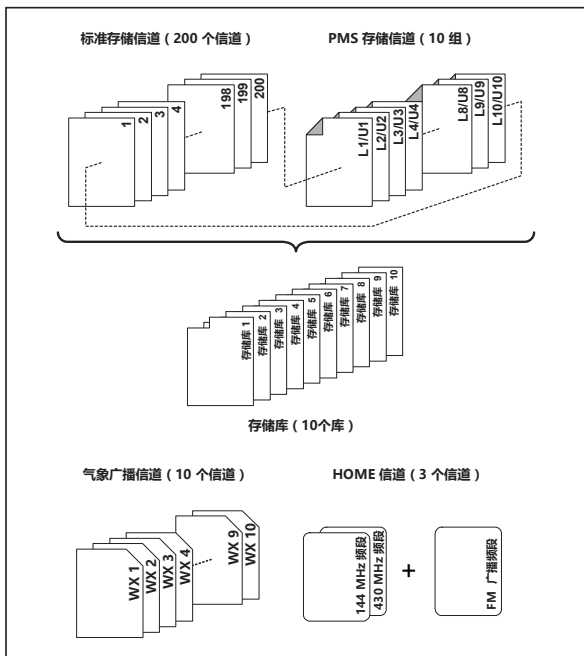 标准存储信道（200 个信道）
PMS 存储信道（10 组）
1
2
3
4
198
199
200
L1/U1
L2/U2
L3/U3
L4/U4
L8/U8
L9/U9
L10/U10
存储库 1
存储库 2
存储库 3
存储库 4
存储库 5
存储库 6
存储库 7
存储库 8
存储库 9
存储库 10
存储库（10个库）
气象广播信道（10 个信道）
HOME 信道（3 个信道）
WX 1
WX 2
WX 3
WX 4
WX 9
WX 10
144 MHz 频段
430 MHz 频段
+
FM 广播频段